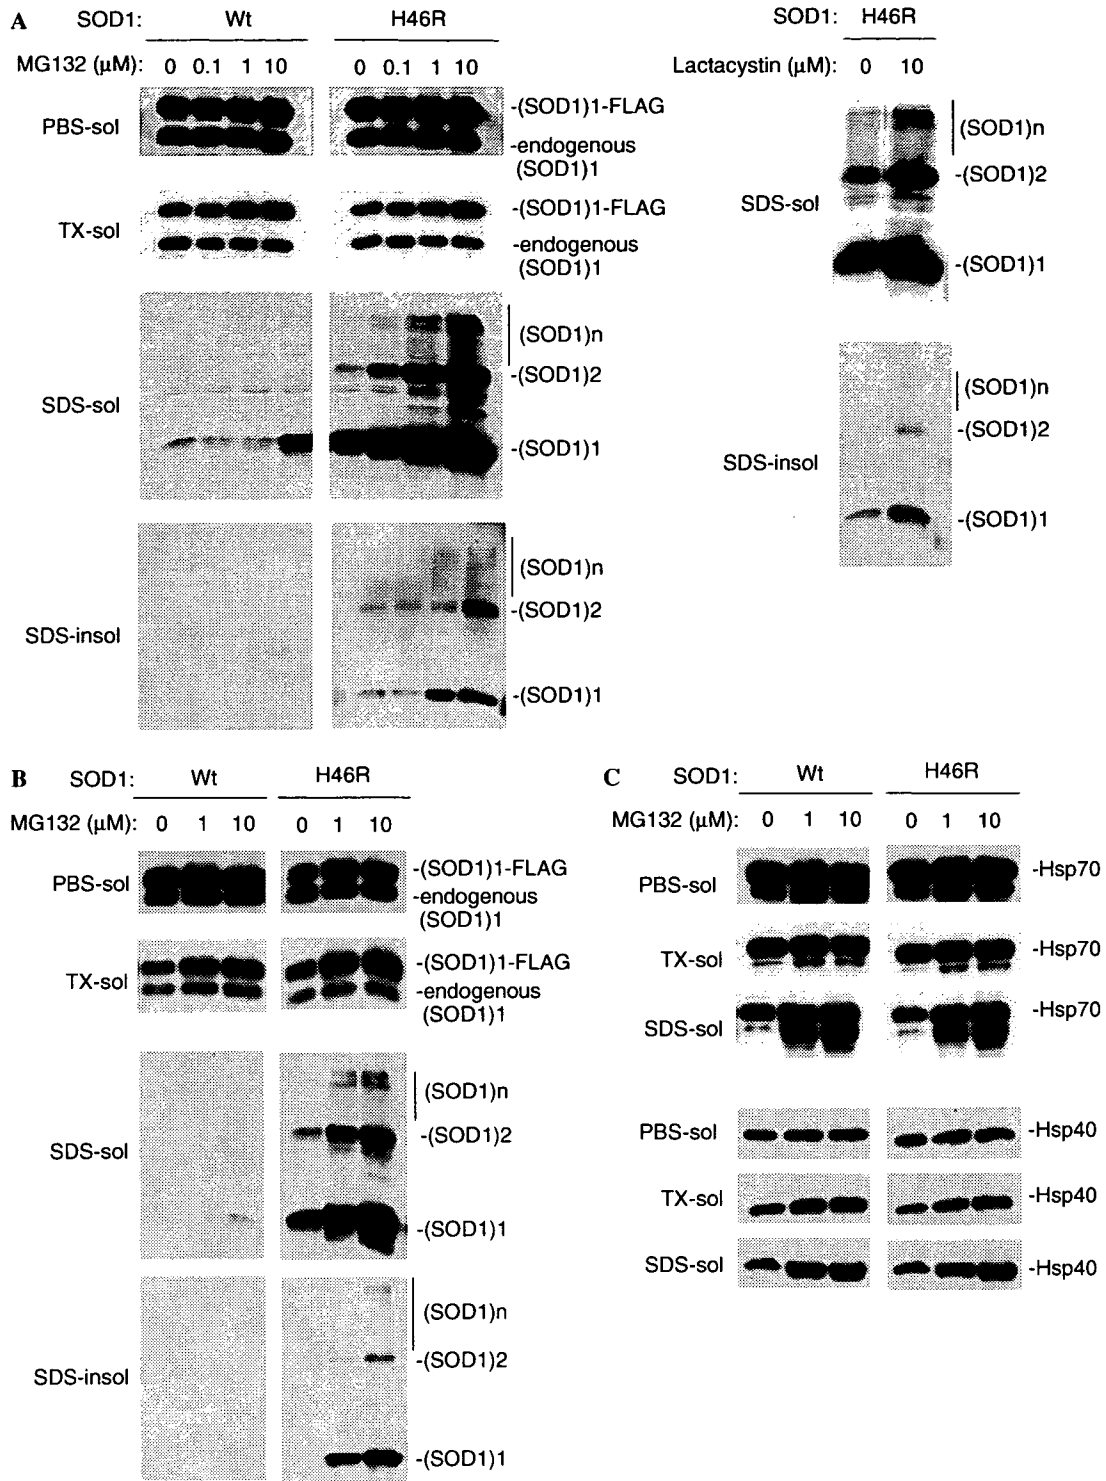 A
SOD1: Wt H46R
MG132 (μM): 0 0.1 1 10 0 0.1 1 10
PBS-sol
-(SOD1)1-FLAG
-endogenous
(SOD1)1
TX-sol
-(SOD1)1-FLAG
-endogenous
(SOD1)1
SDS-sol
(SOD1)n
-(SOD1)2
-(SOD1)1
SDS-insol
(SOD1)n
-(SOD1)2
-(SOD1)1
SOD1: H46R
Lactacystin (μM): 0 10
SDS-sol
(SOD1)n
-(SOD1)2
-(SOD1)1
SDS-insol
(SOD1)n
-(SOD1)2
-(SOD1)1
B
SOD1: Wt H46R
MG132 (μM): 0 1 10 0 1 10
PBS-sol
-(SOD1)1-FLAG
-endogenous
(SOD1)1
TX-sol
-(SOD1)1-FLAG
-endogenous
(SOD1)1
SDS-sol
(SOD1)n
-(SOD1)2
-(SOD1)1
SDS-insol
(SOD1)n
-(SOD1)2
-(SOD1)1
C
SOD1: Wt H46R
MG132 (μM): 0 1 10 0 1 10
PBS-sol -Hsp70
TX-sol -Hsp70
SDS-sol -Hsp70
PBS-sol -Hsp40
TX-sol -Hsp40
SDS-sol -Hsp40